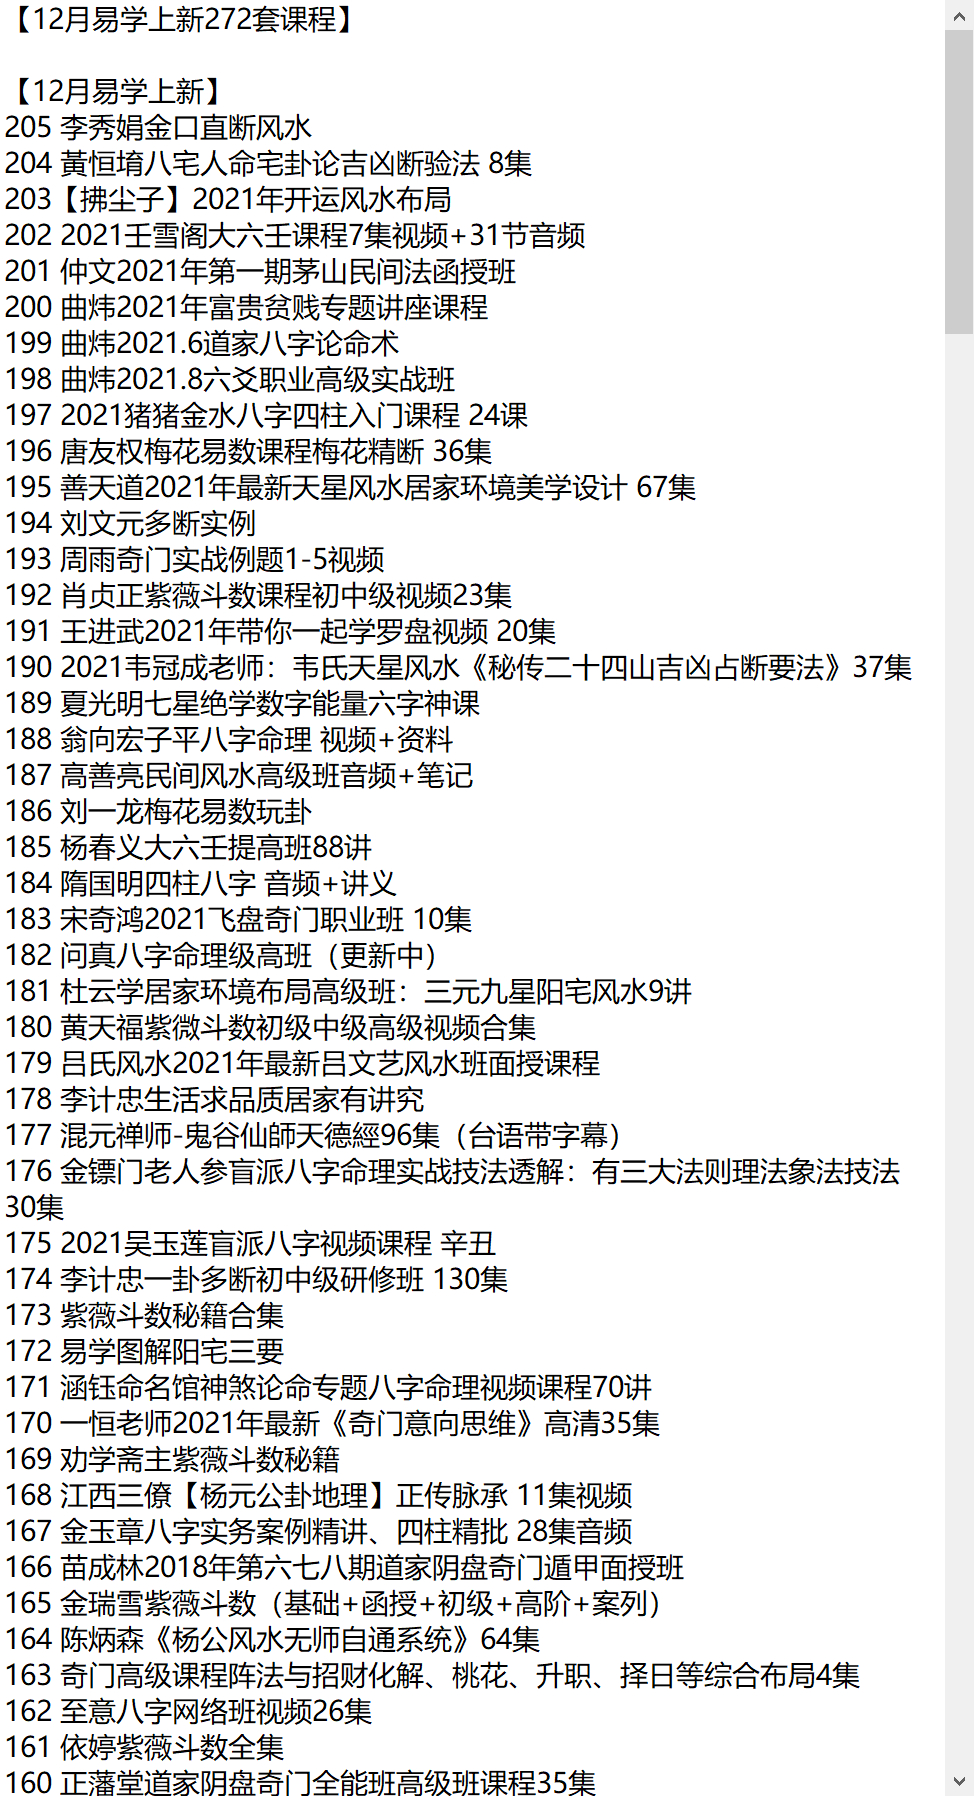 【12月易学上新272套课程】
【12月易学上新】
205 李秀娟金口直断风水
204 黃恒堉八宅人命宅卦论吉凶断验法 8集
203【拂尘子】2021年开运风水布局
202 2021壬雪阁大六壬课程7集视频+31节音频
201 仲文2021年第一期茅山民间法函授班
200 曲炜2021年富贵贫贱专题讲座课程
199 曲炜2021.6道家八字论命术
198 曲炜2021.8六爻职业高级实战班
197 2021猪猪金水八字四柱入门课程 24课
196 唐友权梅花易数课程梅花精断 36集
195 善天道2021年最新天星风水居家环境美学设计 67集
194 刘文元多断实例
193 周雨奇门实战例题1-5视频
192 肖贞正紫薇斗数课程初中级视频23集
191 王进武2021年带你一起学罗盘视频 20集
190 2021韦冠成老师：韦氏天星风水《秘传二十四山吉凶占断要法》37集
189 夏光明七星绝学数字能量六字神课
188 翁向宏子平八字命理 视频+资料
187 高善亮民间风水高级班音频+笔记
186 刘一龙梅花易数玩卦
185 杨春义大六壬提高班88讲
184 隋国明四柱八字 音频+讲义
183 宋奇鸿2021飞盘奇门职业班 10集
182 问真八字命理级高班（更新中）
181 杜云学居家环境布局高级班：三元九星阳宅风水9讲
180 黄天福紫微斗数初级中级高级视频合集
179 吕氏风水2021年最新吕文艺风水班面授课程
178 李计忠生活求品质居家有讲究
177 混元禅师-鬼谷仙師天德經96集（台语带字幕）
176 金镖门老人参盲派八字命理实战技法透解：有三大法则理法象法技法
30集
175 2021吴玉莲盲派八字视频课程 辛丑
174 李计忠一卦多断初中级研修班 130集
173 紫薇斗数秘籍合集
172 易学图解阳宅三要
171 涵钰命名馆神煞论命专题八字命理视频课程70讲
170 一恒老师2021年最新《奇门意向思维》高清35集
169 劝学斋主紫薇斗数秘籍
168 江西三僚【杨元公卦地理】正传脉承 11集视频
167 金玉章八字实务案例精讲、四柱精批 28集音频
166 苗成林2018年第六七八期道家阴盘奇门遁甲面授班
165 金瑞雪紫薇斗数（基础+函授+初级+高阶+案列）
164 陈炳森《杨公风水无师自通系统》64集
163 奇门高级课程阵法与招财化解、桃花、升职、择日等综合布局4集
162 至意八字网络班视频26集
161 依婷紫薇斗数全集
160 正藩堂道家阴盘奇门全能班高级班课程35集